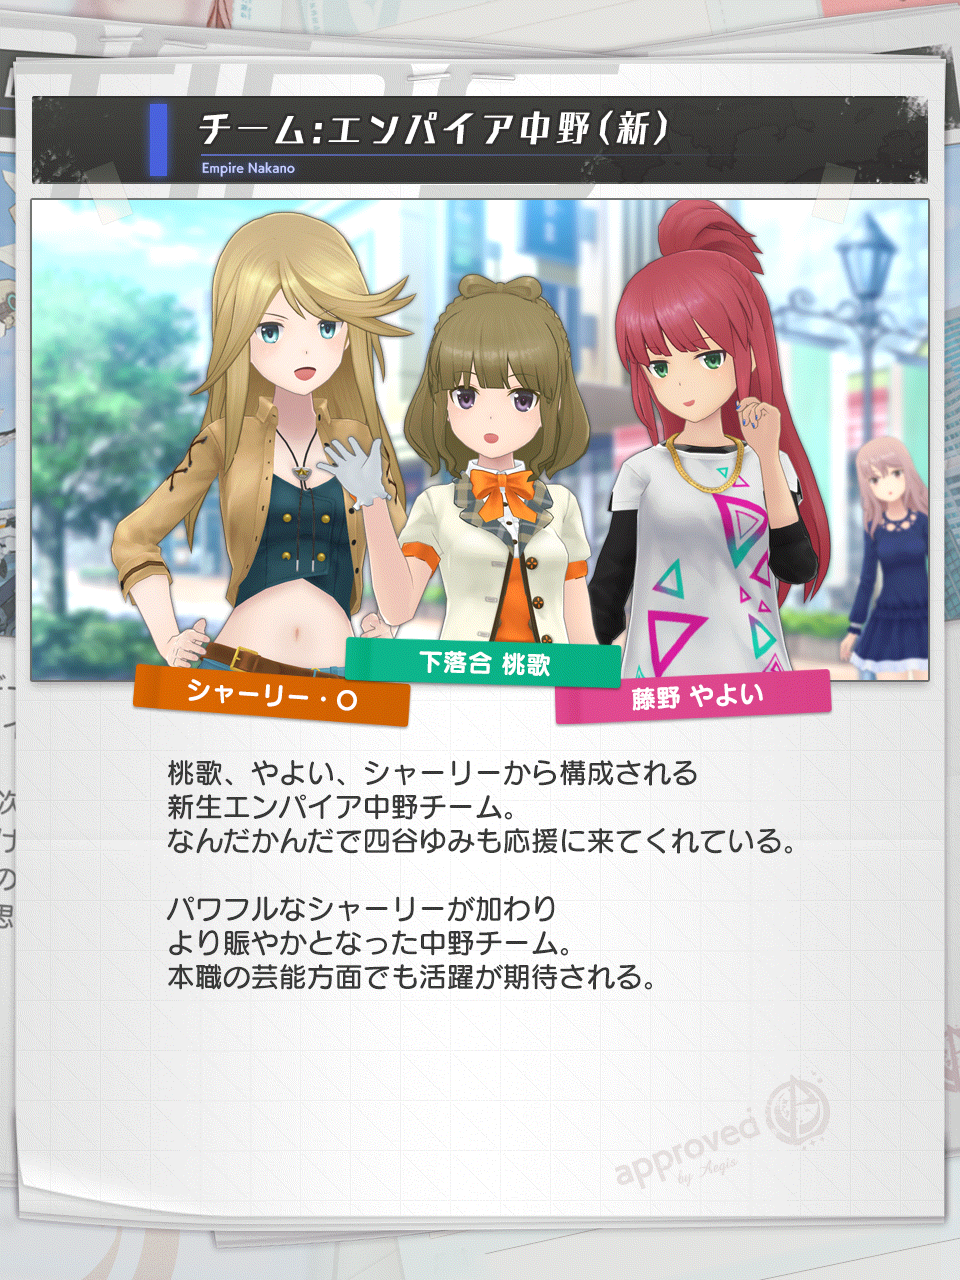 チーム:エンパイア中野(新)
Empire Nakano
下落合 桃歌
シャーリー・〇
藤野 やよい
桃歌、やよい、シャーリーから構成される
新生エンパイア中野チーム。
なんだかんだで四谷ゆみも応援に来てくれている。
パワフルなシャーリーが加わり
より賑やかとなった中野チーム。
本職の芸能方面でも活躍が期待される。
approved
by Aegis